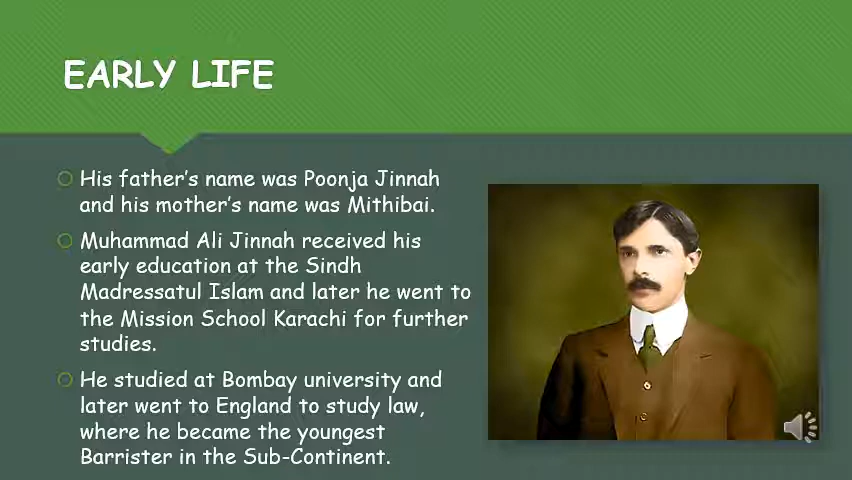 EARLY LIFE
His father's name was Poonja Jinnah
and his mother's name was Mithibai.
Muhammad Ali Jinnah received his
early education at the Sindh
Madressatul Islam and later he went to
the Mission School Karachi for further
studies.
He studied at Bombay university and
later went to England to study law,
where he became the youngest
Barrister in the Sub-Continent.